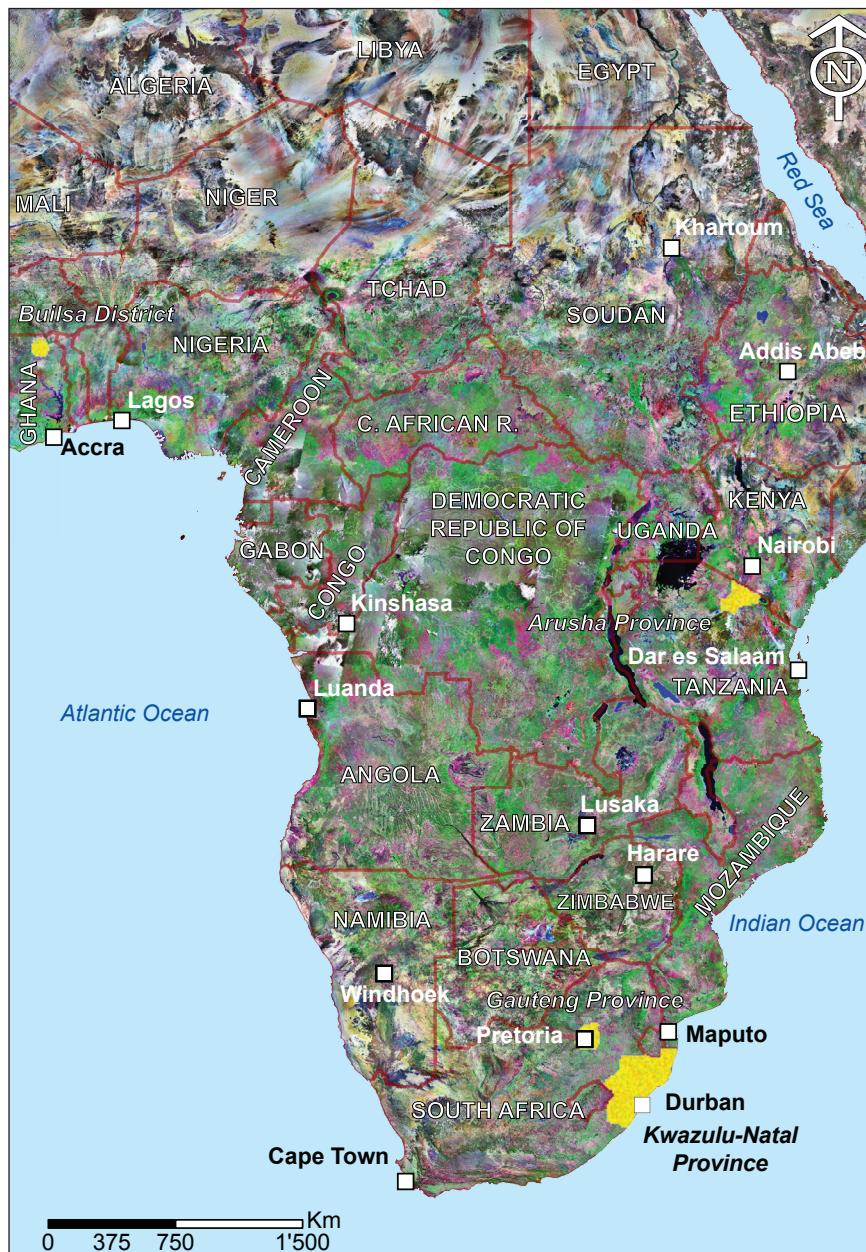 LIBYA
ALGERIA
EGYPT
N
MALI
NIGER
Red Sea
Khartoum
TCHAD
Builsa District
SOUDAN
NIGERIA
Addis Abeb
GHANA
Lagos
CAMEROON
C. AFRICAN R.
ETHIOPIA
Accra
DEMOCRATIC
REPUBLIC OF
CONGO
KENYA
UGANDA
GABON
CONGO
Nairobi
Kinshasa
Arusha Province
Dar es Salaam
TANZANIA
Luanda
Atlantic Ocean
ANGOLA
Lusaka
ZAMBIA
MOZAMBIQUE
Harare
ZIMBABWE
NAMIBIA
Indian Ocean
BOTSWANA
Windhoek
Gauteng Province
Pretoria
Maputo
SOUTH AFRICA
Durban
Kwazulu-Natal
Province
Cape Town
Km
0 375 750 1'500